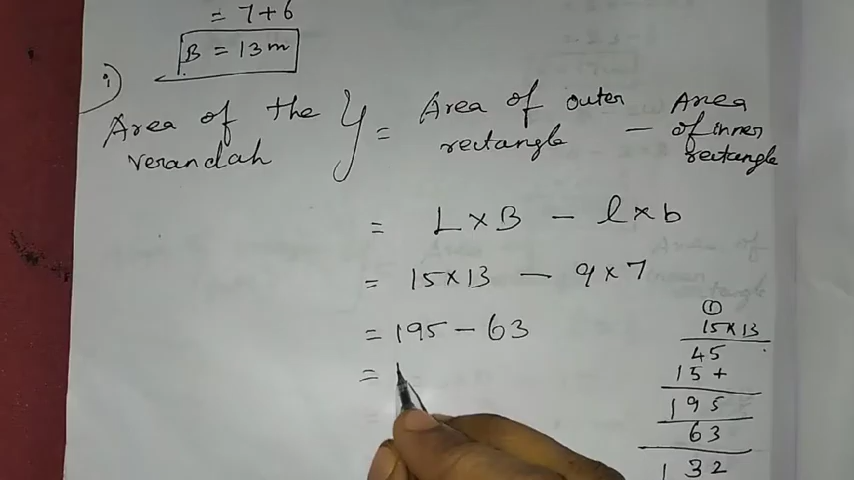 = 7+6
B = 13m
i)
Area of the verandah } = Area of outer rectangle - Area of inner rectangle
= L×B - l×b
= 15×13 - 9×7
= 195 - 63
= 1
①
15×13
45
15+
195
63
132